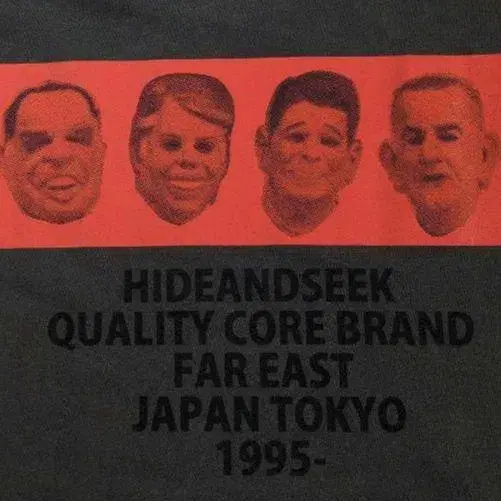 HIDEANDSEEK
QUALITY CORE BRAND
FAR EAST
JAPAN TOKYO
1995-